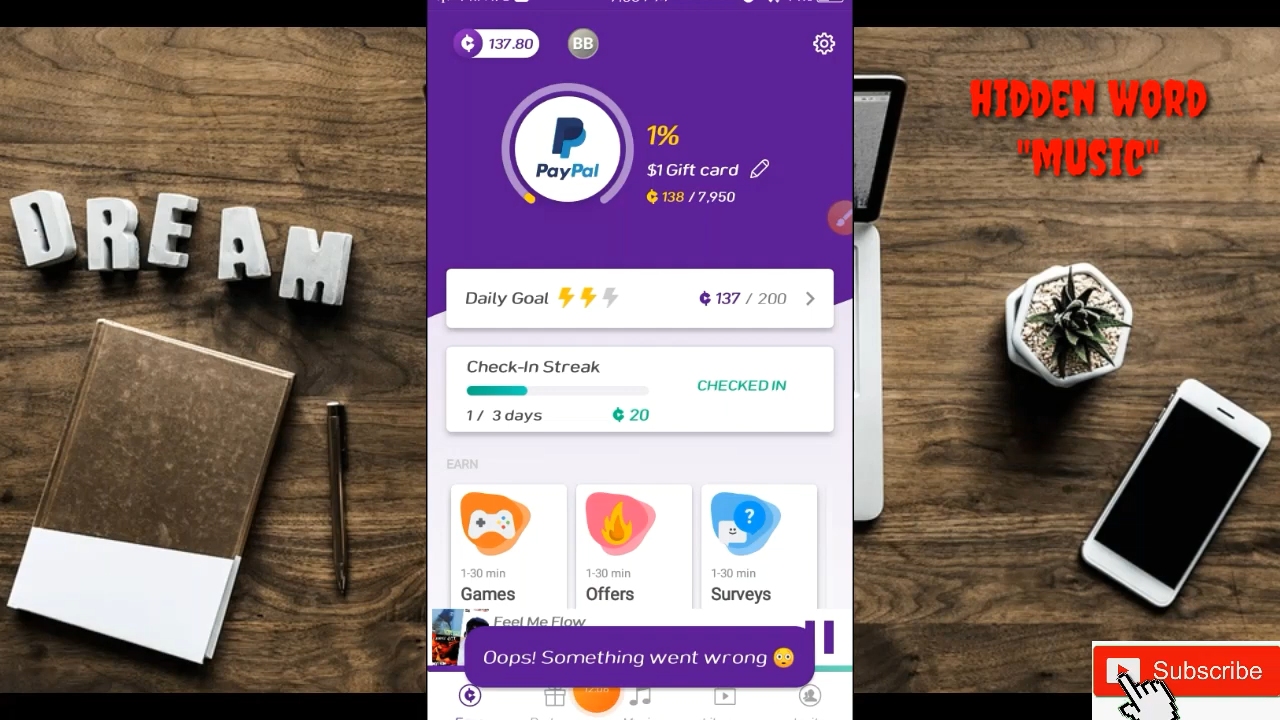 137.80
BB
HIDDEN WORD
"MUSIC"
PayPal
1%
$1 Gift card
138 / 7,950
DREAM
Daily Goal
137 / 200
Check-In Streak
CHECKED IN
1 / 3 days
20
EARN
1-30 min
Games
1-30 min
Offers
1-30 min
Surveys
Feel Me Flow
Oops! Something went wrong
Subscribe